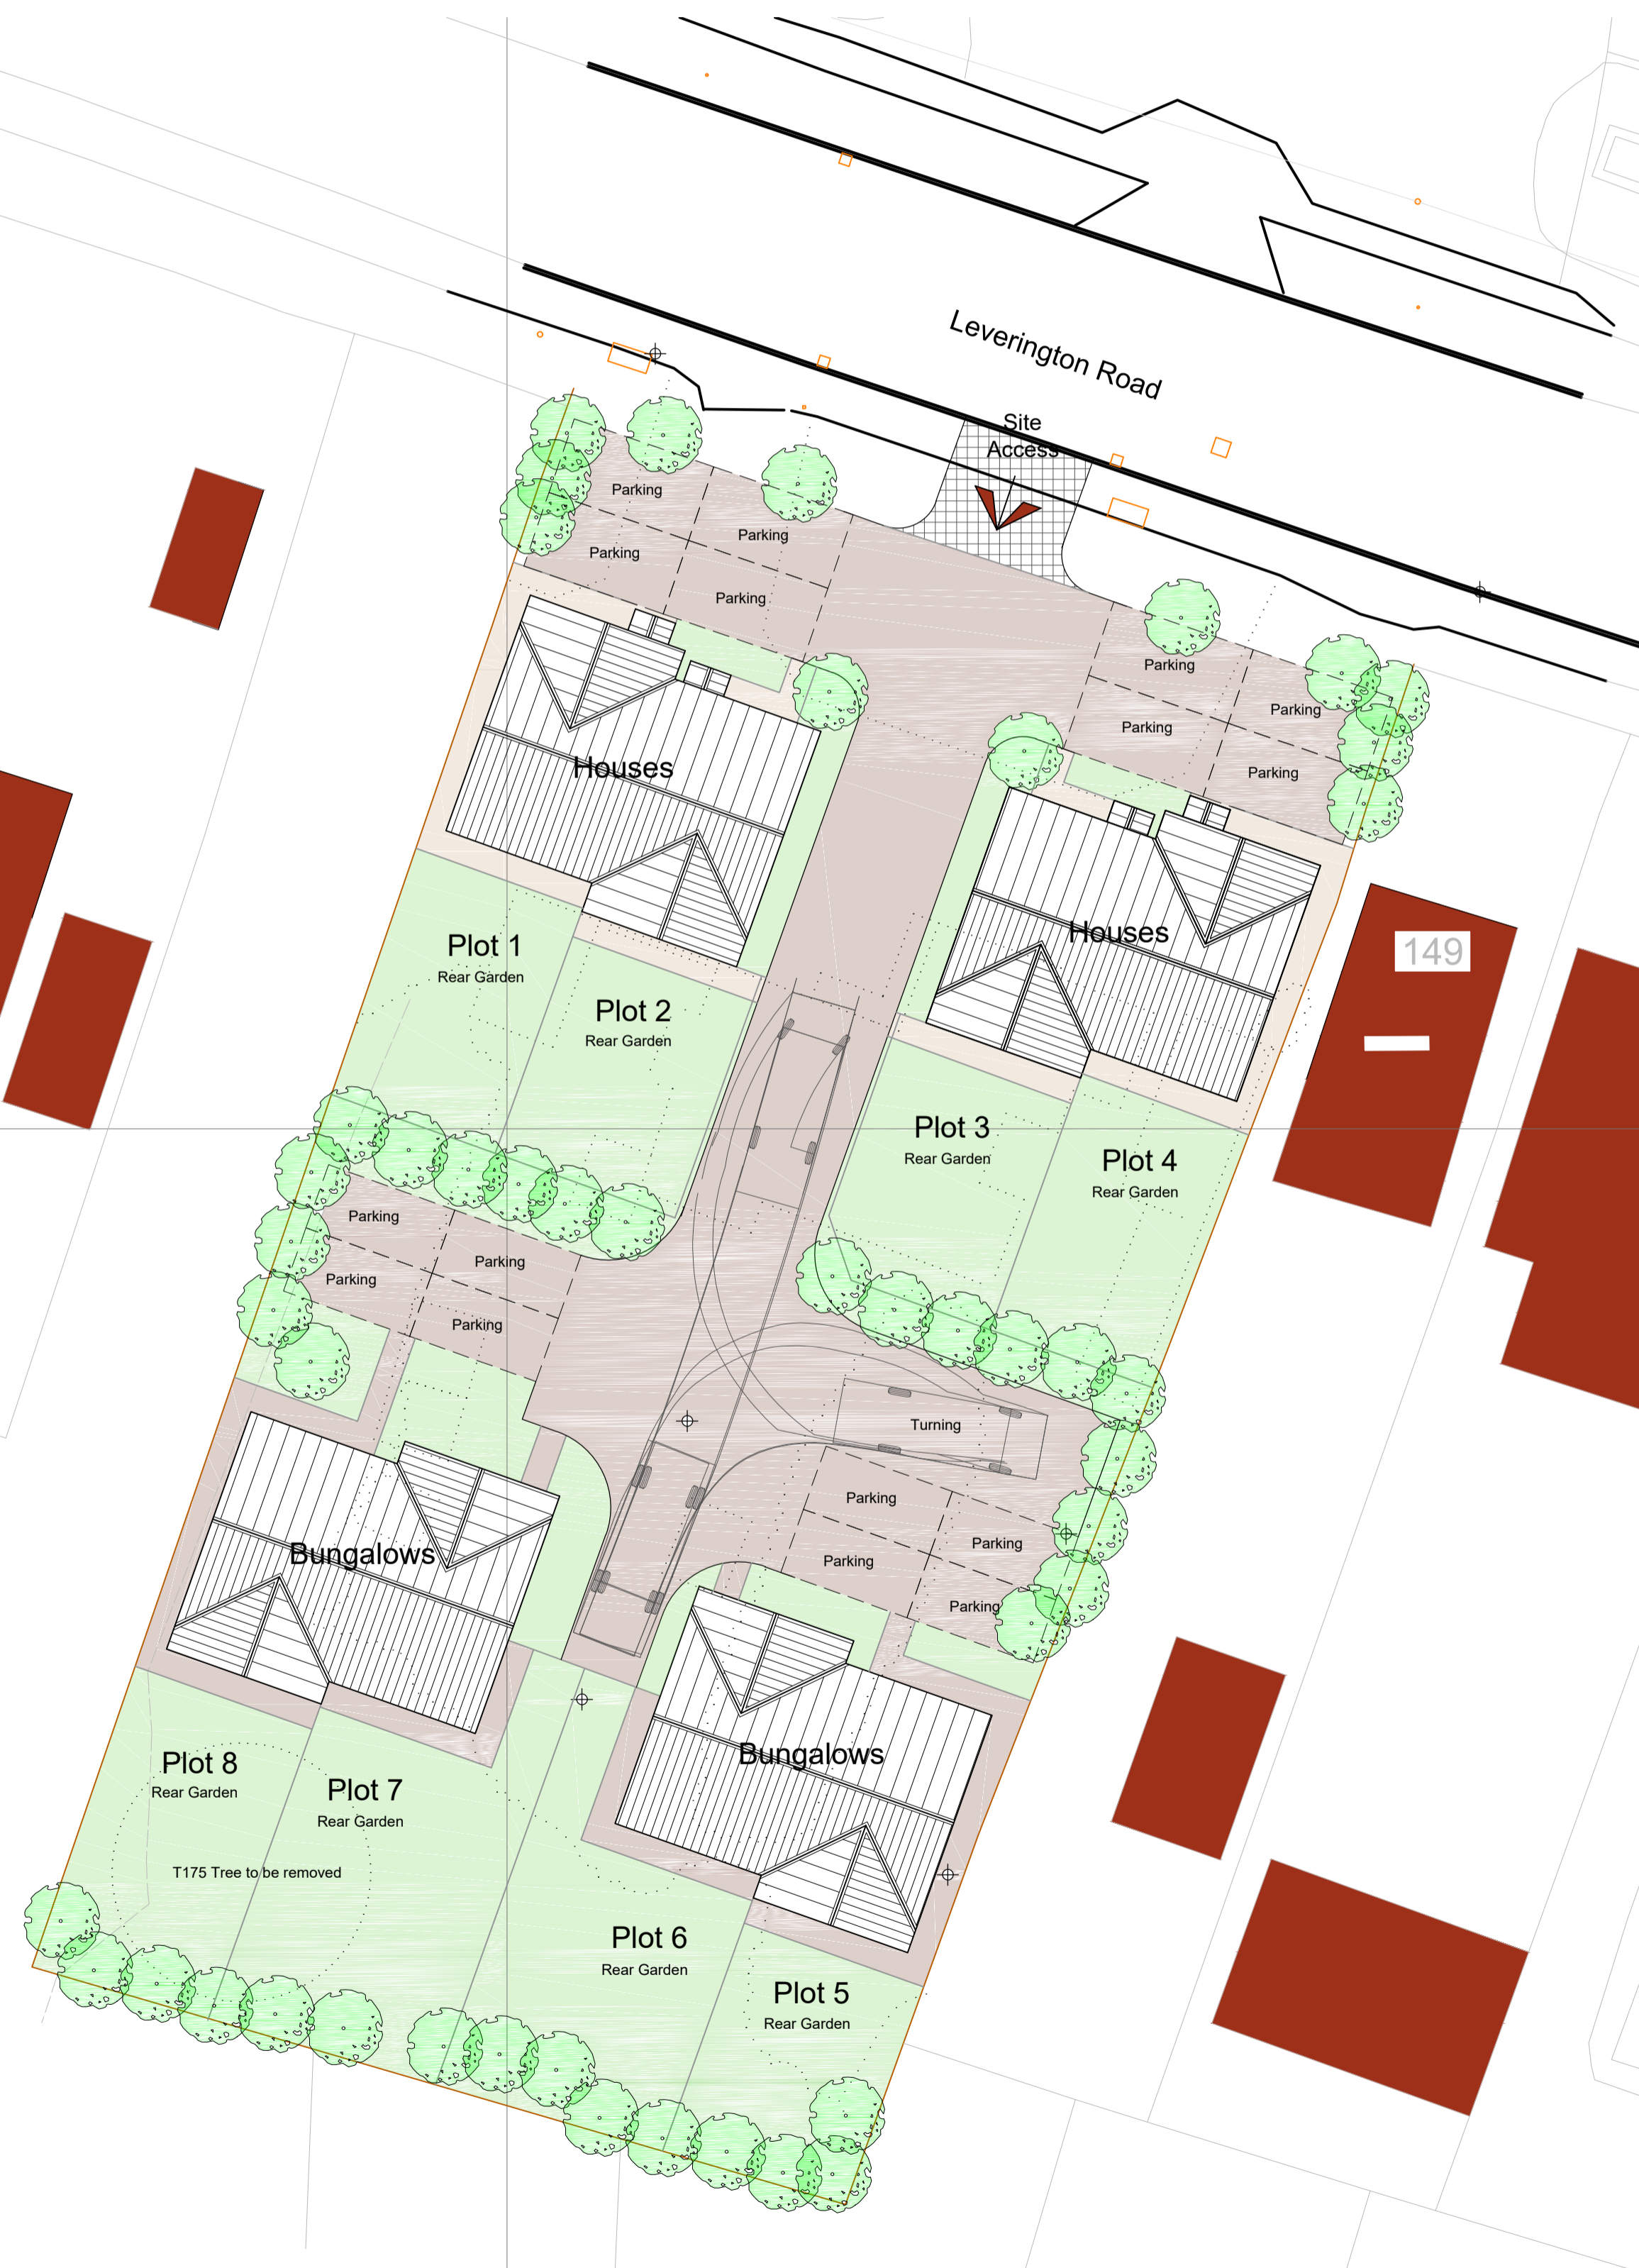 Leverington Road
Site
Access
Parking
Parking
Parking
Parking
Parking
Parking
Parking
Parking
Houses
Houses
149
Plot 1
Rear Garden
Plot 2
Rear Garden
Plot 3
Rear Garden
Plot 4
Rear Garden
Parking
Parking
Parking
Parking
Turning
Parking
Parking
Parking
Parking
Bungalows
Bungalows
Plot 8
Rear Garden
Plot 7
Rear Garden
T175 Tree to be removed
Plot 6
Rear Garden
Plot 5
Rear Garden